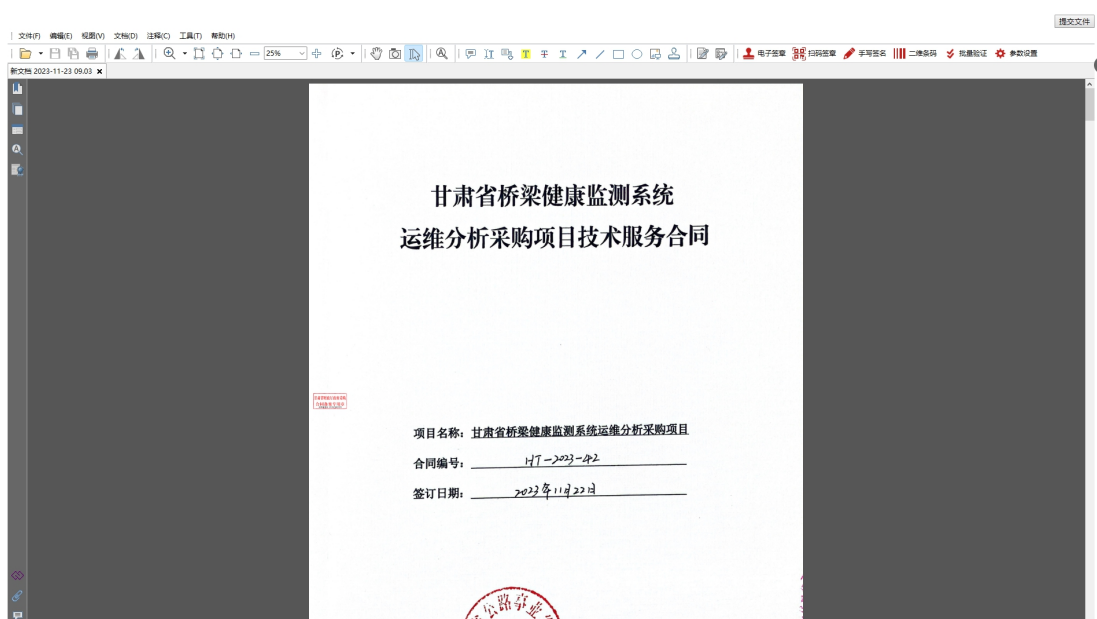 提交文件
文件(F) 编辑(E) 视图(V) 文档(D) 注释(C) 工具(T) 帮助(H)
25% 电子签章 扫码签章 手写签名 二维条码 批量验证 参数设置
新文档 2023-11-23 09.03
甘肃省桥梁健康监测系统
运维分析采购项目技术服务合同
项目名称：甘肃省桥梁健康监测系统运维分析采购项目
合同编号：HT-2023-42
签订日期：2023年11月22日
公路事业